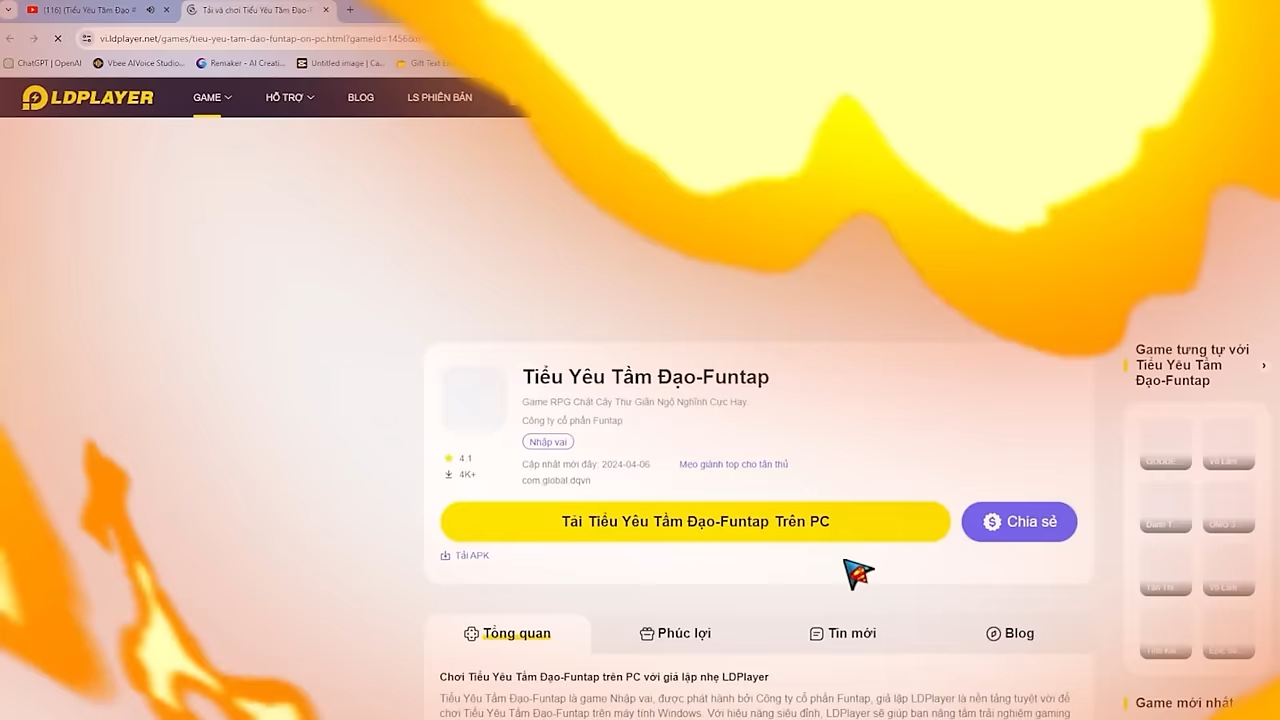 (116) (Tiểu Yêu Tầm Đạo #
Tải và chơi Tiểu Yêu Tầm Đạo-F
vi.ldplayer.net/games/tieu-yeu-tam-dao-funtap-on-pc.html?gameId=1456
ChatGPT | OpenAI
Vbee AIVoice Studio...
Remaker - AI Creati...
Untitled image | Ca...
Gift Text
LDPLAYER
GAME
HỖ TRỢ
BLOG
LS PHIÊN BẢN
Tiểu Yêu Tầm Đạo-Funtap
Game RPG Chặt Cây Thư Giãn Ngộ Nghĩnh Cực Hay.
Công ty cổ phần Funtap
Nhập vai
4.1
Cập nhật mới đây: 2024-04-06
Mẹo giành top cho tân thủ
4K+
com.global.dqvn
Tải Tiểu Yêu Tầm Đạo-Funtap Trên PC
Chia sẻ
Tải APK
Game tương tự với
Tiểu Yêu Tầm
Đạo-Funtap
Tổng quan
Phúc lợi
Tin mới
Blog
Chơi Tiểu Yêu Tầm Đạo-Funtap trên PC với giả lập nhẹ LDPlayer
Tiểu Yêu Tầm Đạo-Funtap là game Nhập vai, được phát hành bởi Công ty cổ phần Funtap, giả lập LDPlayer là nền tảng tuyệt vời để
chơi Tiểu Yêu Tầm Đạo-Funtap trên máy tính Windows. Với hiệu năng siêu đỉnh, LDPlayer sẽ giúp bạn nâng tầm trải nghiệm gaming
Game mới nhất